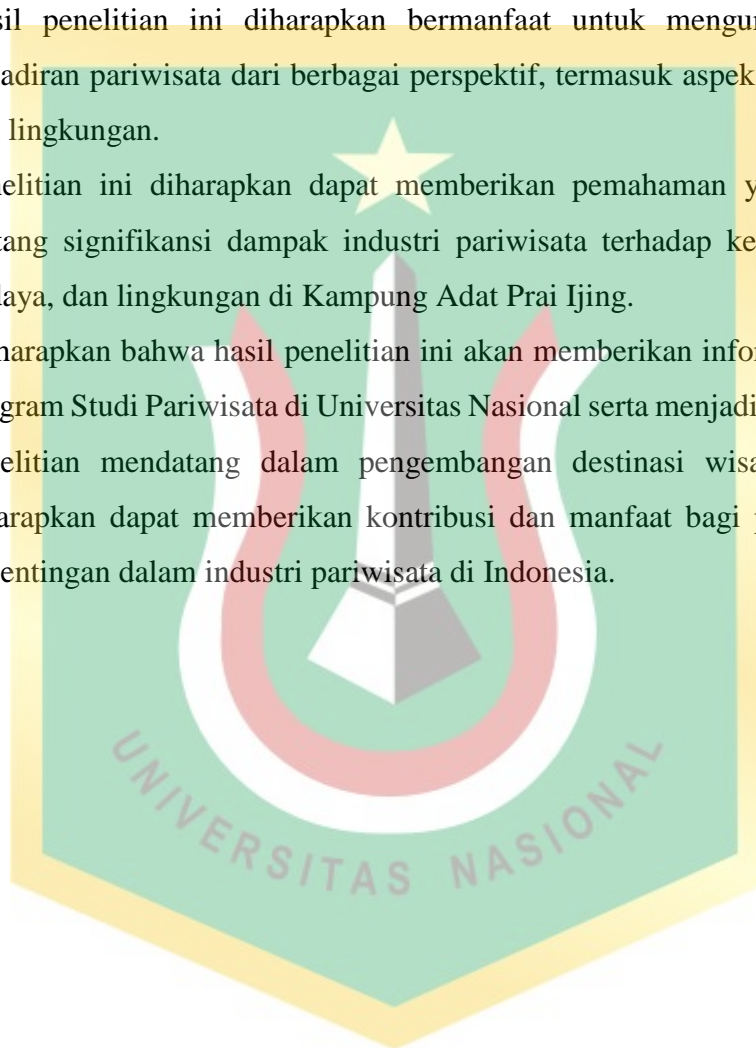 sil penelitian ini diharapkan bermanfaat untuk mengun
adiran pariwisata dari berbagai perspektif, termasuk aspek
lingkungan.
nelitian ini diharapkan dapat memberikan pemahaman y
tang signifikansi dampak industri pariwisata terhadap ke
laya, dan lingkungan di Kampung Adat Prai Ijing.
harapkan bahwa hasil penelitian ini akan memberikan infor
gram Studi Pariwisata di Universitas Nasional serta menjadi
elitian mendatang dalam pengembangan destinasi wisa
arapkan dapat memberikan kontribusi dan manfaat bagi p
entingan dalam industri pariwisata di Indonesia.
UNIVERSITAS NASIONAL